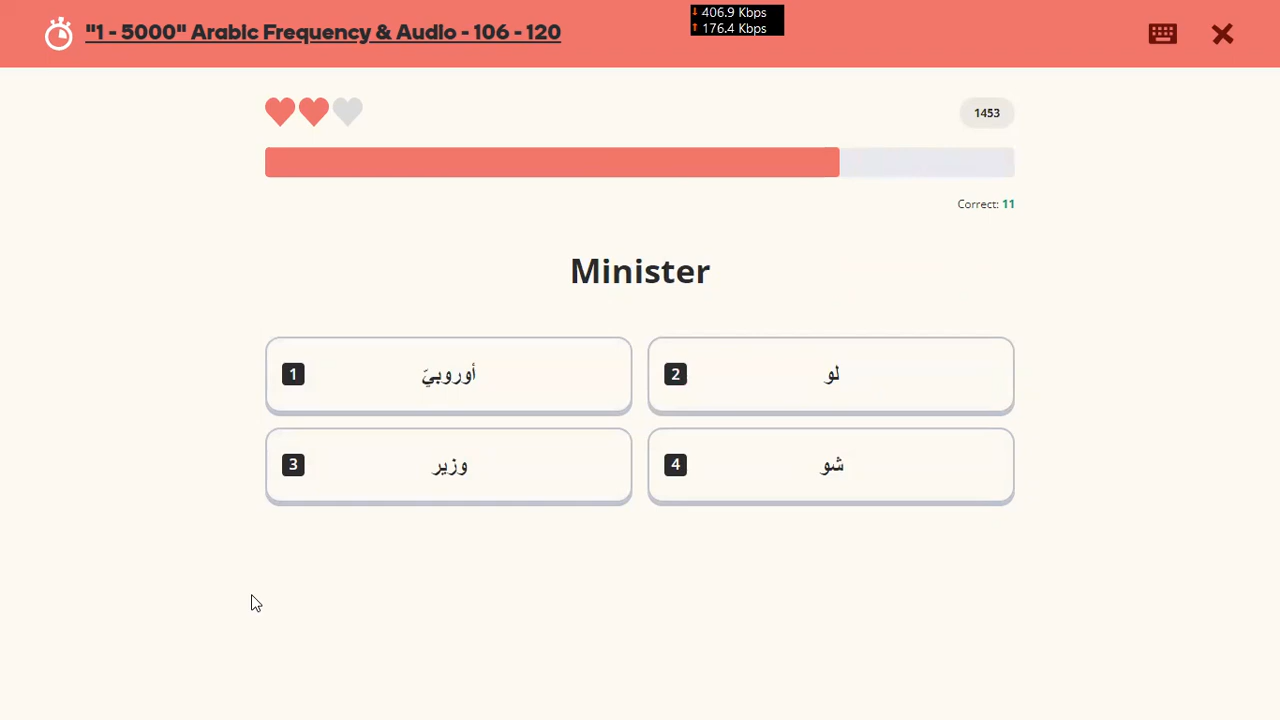 "1 - 5000" Arabic Frequency & Audio - 106 - 120
↓ 406.9 Kbps
↑ 176.4 Kbps
1453
Correct: 11
Minister
1 أوروبيّ
2 لو
3 وزير
4 شو